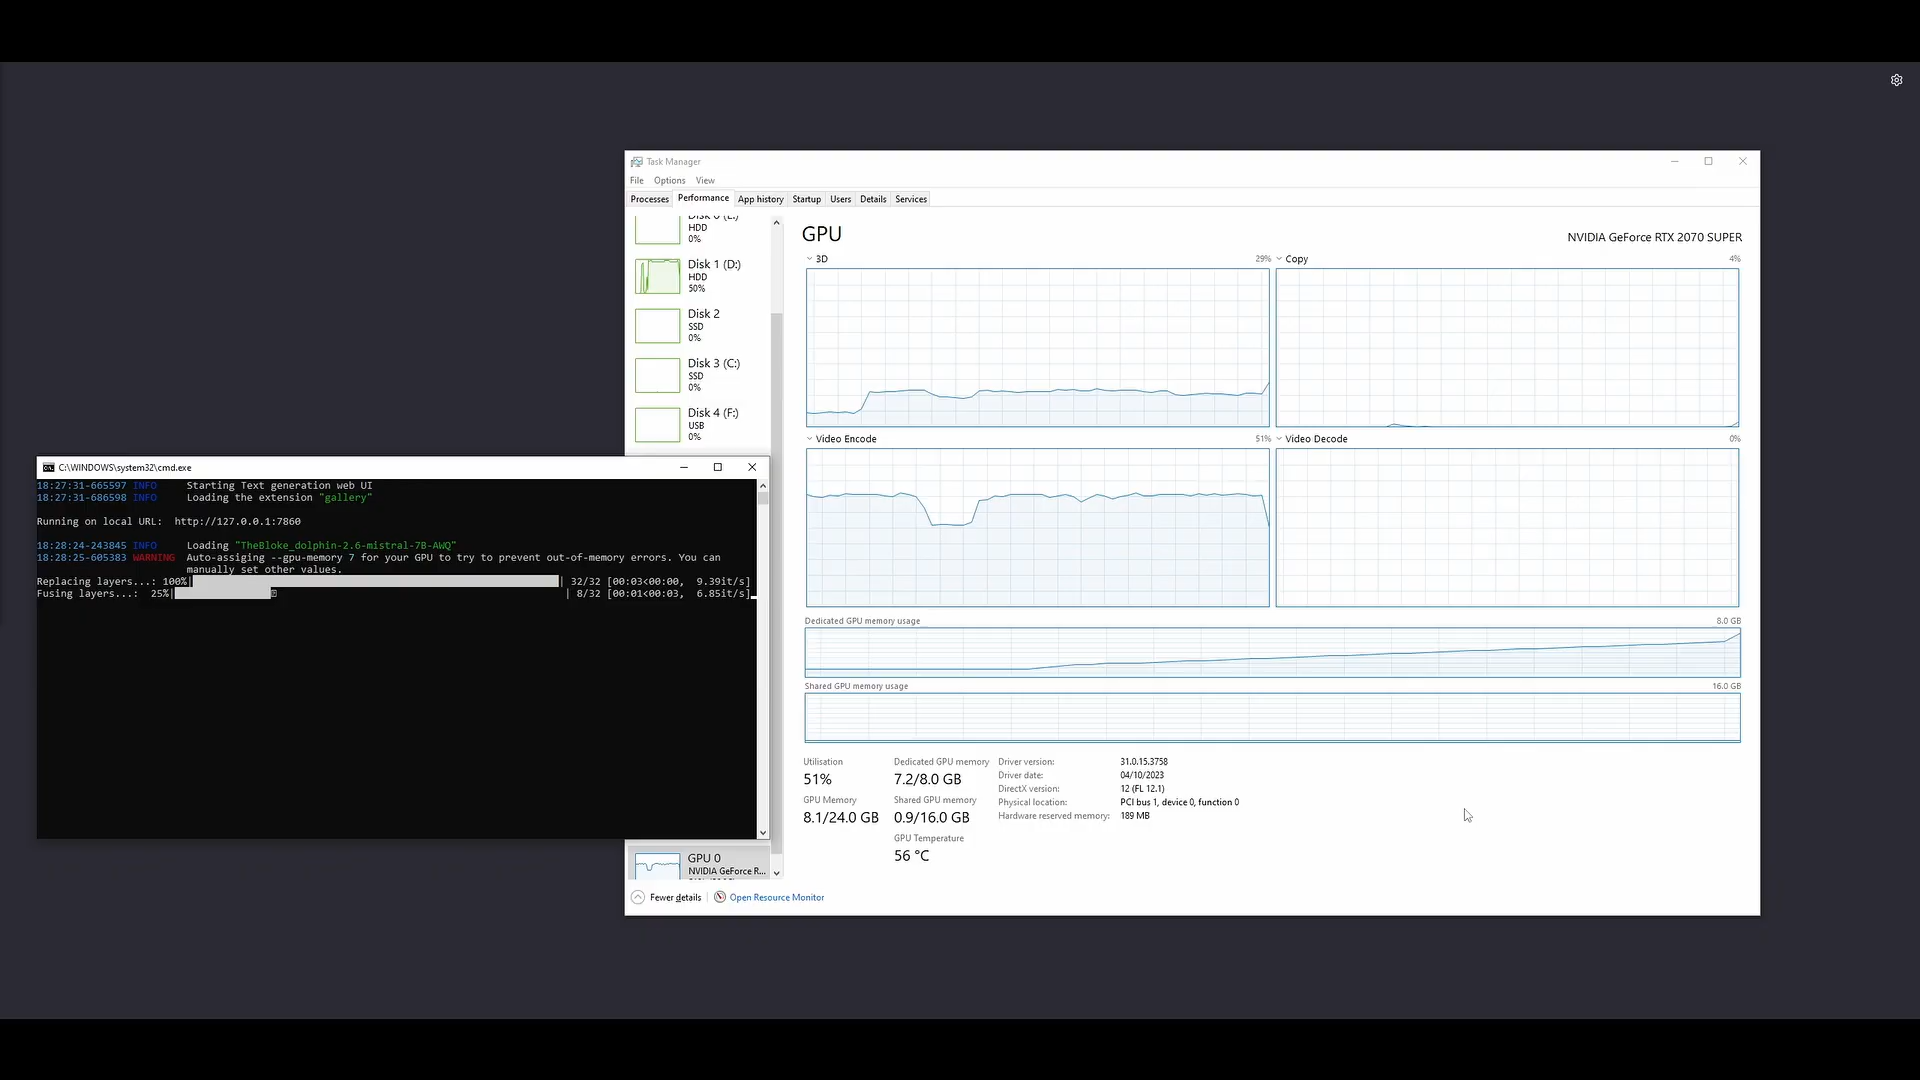 Task Manager
File Options View
Processes Performance App history Startup Users Details Services
HDD
0%
Disk 1 (D:)
HDD
50%
Disk 2
SSD
0%
Disk 3 (C:)
SSD
0%
Disk 4 (F:)
USB
0%
GPU
NVIDIA GeForce RTX 2070 SUPER
3D 29% Copy 4%
Video Encode 51% Video Decode 0%
Dedicated GPU memory usage 8.0 GB
Shared GPU memory usage 16.0 GB
Utilisation
51%
GPU Memory
8.1/24.0 GB
Dedicated GPU memory
7.2/8.0 GB
Shared GPU memory
0.9/16.0 GB
GPU Temperature
56 °C
Driver version: 31.0.15.3758
Driver date: 04/10/2023
DirectX version: 12 (FL 12.1)
Physical location: PCI bus 1, device 0, function 0
Hardware reserved memory: 189 MB
C:\WINDOWS\system32\cmd.exe
18:27:31-665597 INFO Starting Text generation web UI
18:27:31-686598 INFO Loading the extension "gallery"
Running on local URL: http://127.0.0.1:7860
18:28:24-243845 INFO Loading "TheBloke_dolphin-2.6-mistral-7B-AWQ"
18:28:25-605383 WARNING Auto-assiging --gpu-memory 7 for your GPU to try to prevent out-of-memory errors. You can
manually set other values.
Replacing layers...: 100%| | 32/32 [00:03<00:00, 9.39it/s]
Fusing layers...: 25%| | 8/32 [00:01<00:03, 6.85it/s]
GPU 0
NVIDIA GeForce R...
Fewer details Open Resource Monitor